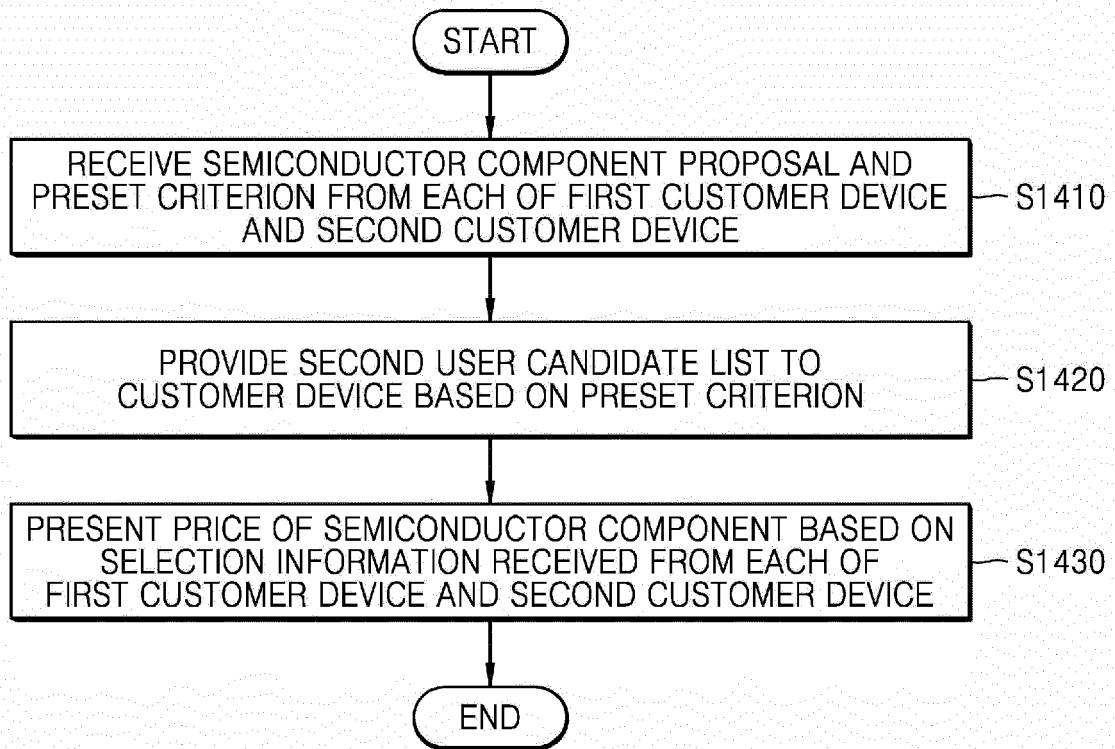 START
RECEIVE SEMICONDUCTOR COMPONENT PROPOSAL AND
PRESET CRITERION FROM EACH OF FIRST CUSTOMER DEVICE
AND SECOND CUSTOMER DEVICE
S1410
PROVIDE SECOND USER CANDIDATE LIST TO
CUSTOMER DEVICE BASED ON PRESET CRITERION
S1420
PRESENT PRICE OF SEMICONDUCTOR COMPONENT BASED ON
SELECTION INFORMATION RECEIVED FROM EACH OF
FIRST CUSTOMER DEVICE AND SECOND CUSTOMER DEVICE
S1430
END